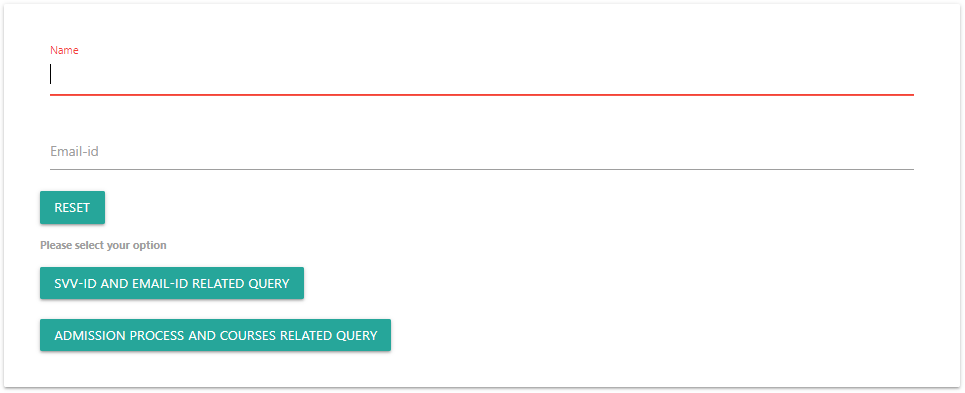 Name
Email-id
RESET
Please select your option
SVV-ID AND EMAIL-ID RELATED QUERY
ADMISSION PROCESS AND COURSES RELATED QUERY